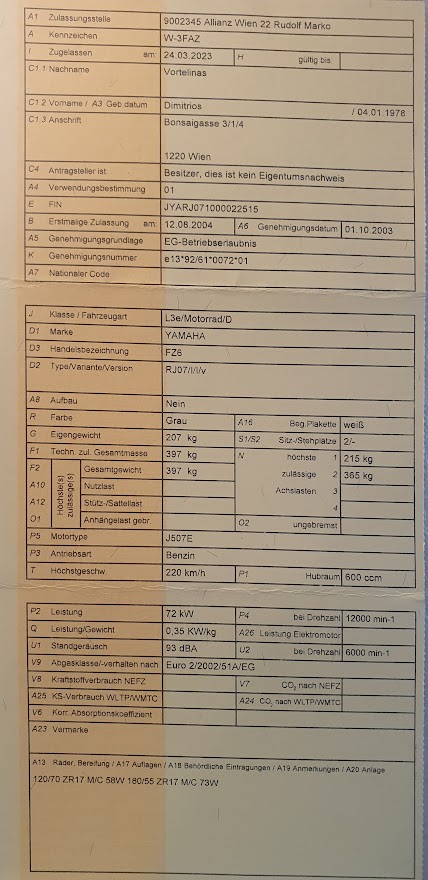 A1 Zulassungsstelle 9002345 Allianz Wien 22 Rudolf Marko
A Kennzeichen W-3FAZ
I Zugelassen am: 24.03.2023 H gültig bis:
C1.1 Nachname Vortelinas
C1.2 Vorname / A3 Geb.datum Dimitrios / 04.01.1976
C1.3 Anschrift Bonsaigasse 3/1/4
1220 Wien
C4 Antragsteller ist Besitzer, dies ist kein Eigentumsnachweis
A4 Verwendungsbestimmung 01
E FIN JYARJ071000022515
B Erstmalige Zulassung am: 12.08.2004 A6 Genehmigungsdatum 01.10.2003
A5 Genehmigungsgrundlage EG-Betriebserlaubnis
K Genehmigungsnummer e13*92/61*0072*01
A7 Nationaler Code
J Klasse / Fahrzeugart L3e/Motorrad/D
D1 Marke YAMAHA
D3 Handelsbezeichnung FZ6
D2 Type/Variante/Version RJ07/I/I/v
A8 Aufbau Nein
R Farbe Grau A16 Beg.Plakette weiß
G Eigengewicht 207 kg S1/S2 Sitz-/Stehplätze 2/-
F1 Techn. zul. Gesamtmasse 397 kg N höchste 1 215 kg
F2 Höchste(s) zulässige(s) Gesamtgewicht 397 kg zulässige 2 365 kg
A10 Nutzlast Achslasten 3
A12 Stütz-/Sattellast 4
O1 Anhängelast gebr. O2 ungebremst
P5 Motortype J507E
P3 Antriebsart Benzin
T Höchstgeschw. 220 km/h P1 Hubraum 600 ccm
P2 Leistung 72 kW P4 bei Drehzahl 12000 min-1
Q Leistung/Gewicht 0,35 KW/kg A26 Leistung Elektromotor
U1 Standgeräusch 93 dBA U2 bei Drehzahl 6000 min-1
V9 Abgasklasse/-verhalten nach Euro 2/2002/51A/EG
V8 Kraftstoffverbrauch NEFZ V7 CO₂ nach NEFZ
A25 KS-Verbrauch WLTP/WMTC A24 CO₂ nach WLTP/WMTC
V6 Korr. Absorptionskoeffizient
A23 Vermerke
A13 Räder, Bereifung / A17 Auflagen / A18 Behördliche Eintragungen / A19 Anmerkungen / A20 Anlage
120/70 ZR17 M/C 58W 180/55 ZR17 M/C 73W